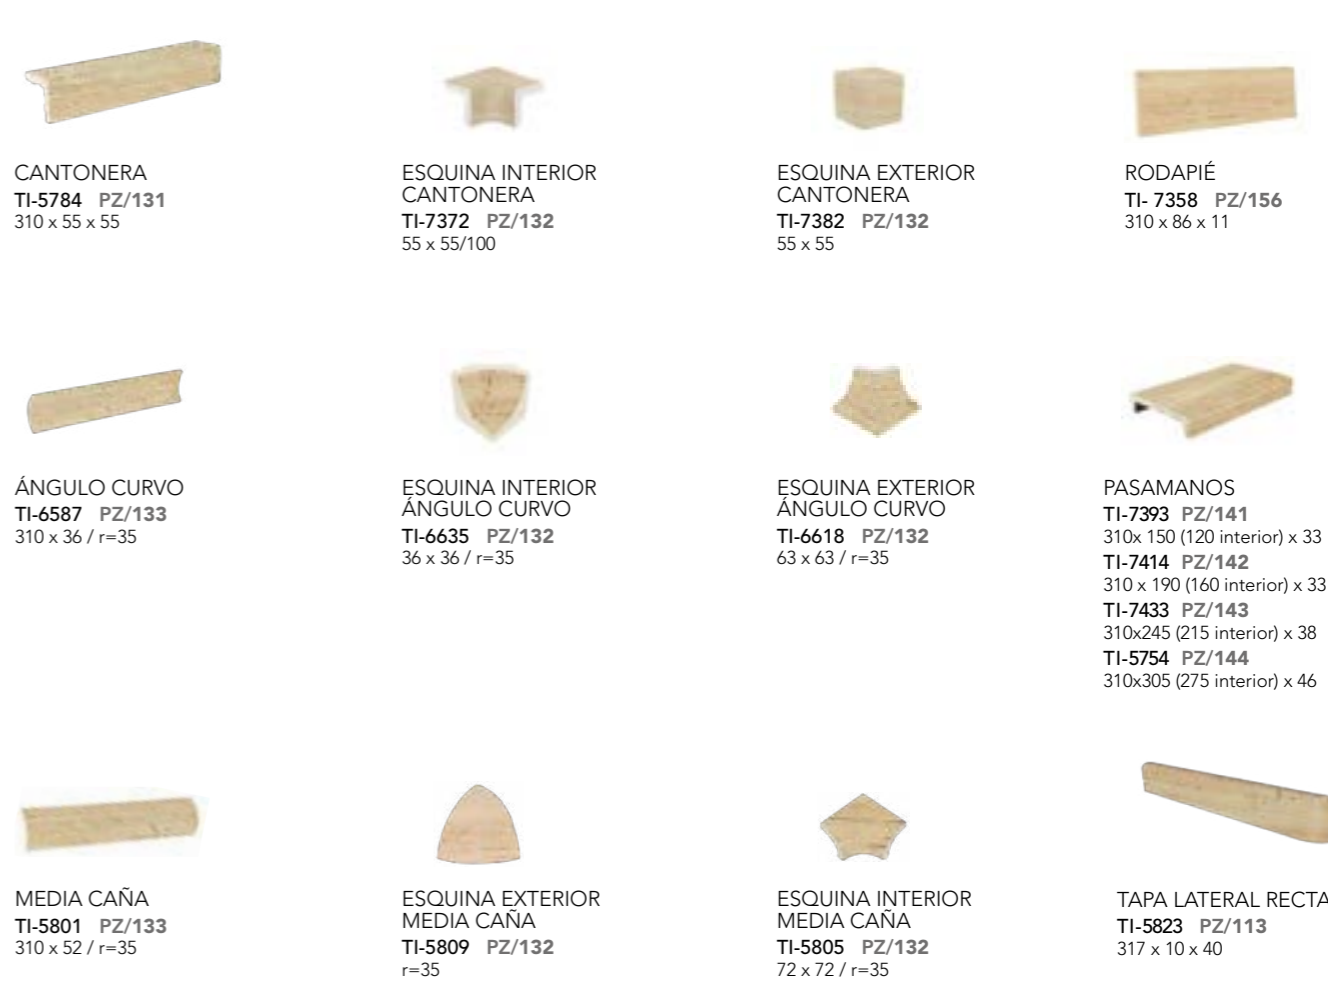 CANTONERA
TI-5784 PZ/131
310 x 55 x 55
ESQUINA INTERIOR
CANTONERA
TI-7372 PZ/132
55 x 55/100
ESQUINA EXTERIOR
CANTONERA
TI-7382 PZ/132
55 x 55
RODAPIÉ
TI- 7358 PZ/156
310 x 86 x 11
ÁNGULO CURVO
TI-6587 PZ/133
310 x 36 / r=35
ESQUINA INTERIOR
ÁNGULO CURVO
TI-6635 PZ/132
36 x 36 / r=35
ESQUINA EXTERIOR
ÁNGULO CURVO
TI-6618 PZ/132
63 x 63 / r=35
PASAMANOS
TI-7393 PZ/141
310x 150 (120 interior) x 33
TI-7414 PZ/142
310 x 190 (160 interior) x 33
TI-7433 PZ/143
310x245 (215 interior) x 38
TI-5754 PZ/144
310x305 (275 interior) x 46
MEDIA CAÑA
TI-5801 PZ/133
310 x 52 / r=35
ESQUINA EXTERIOR
MEDIA CAÑA
TI-5809 PZ/132
r=35
ESQUINA INTERIOR
MEDIA CAÑA
TI-5805 PZ/132
72 x 72 / r=35
TAPA LATERAL RECTA
TI-5823 PZ/113
317 x 10 x 40